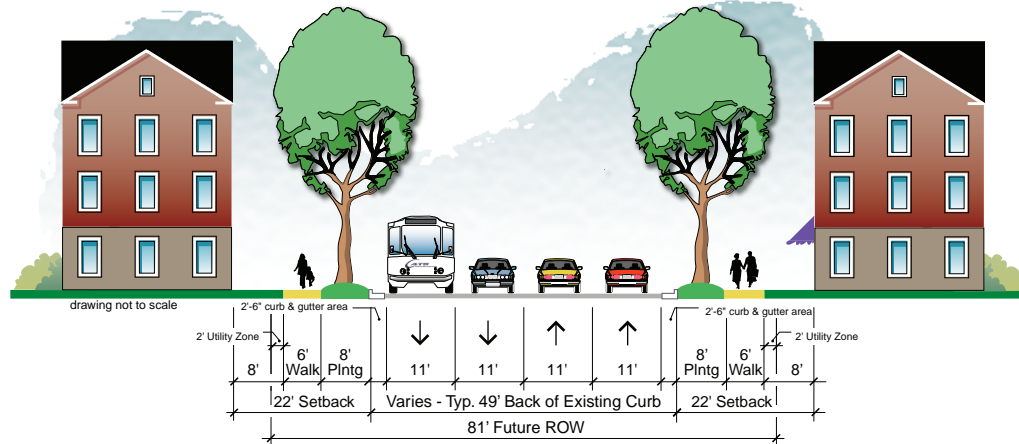 drawing not to scale
2'-6" curb & gutter area
2'-6" curb & gutter area
2' Utility Zone
2' Utility Zone
8'
6'
Walk
8'
Plntg
11'
11'
11'
11'
8'
Plntg
6'
Walk
8'
22' Setback
Varies - Typ. 49' Back of Existing Curb
22' Setback
81' Future ROW